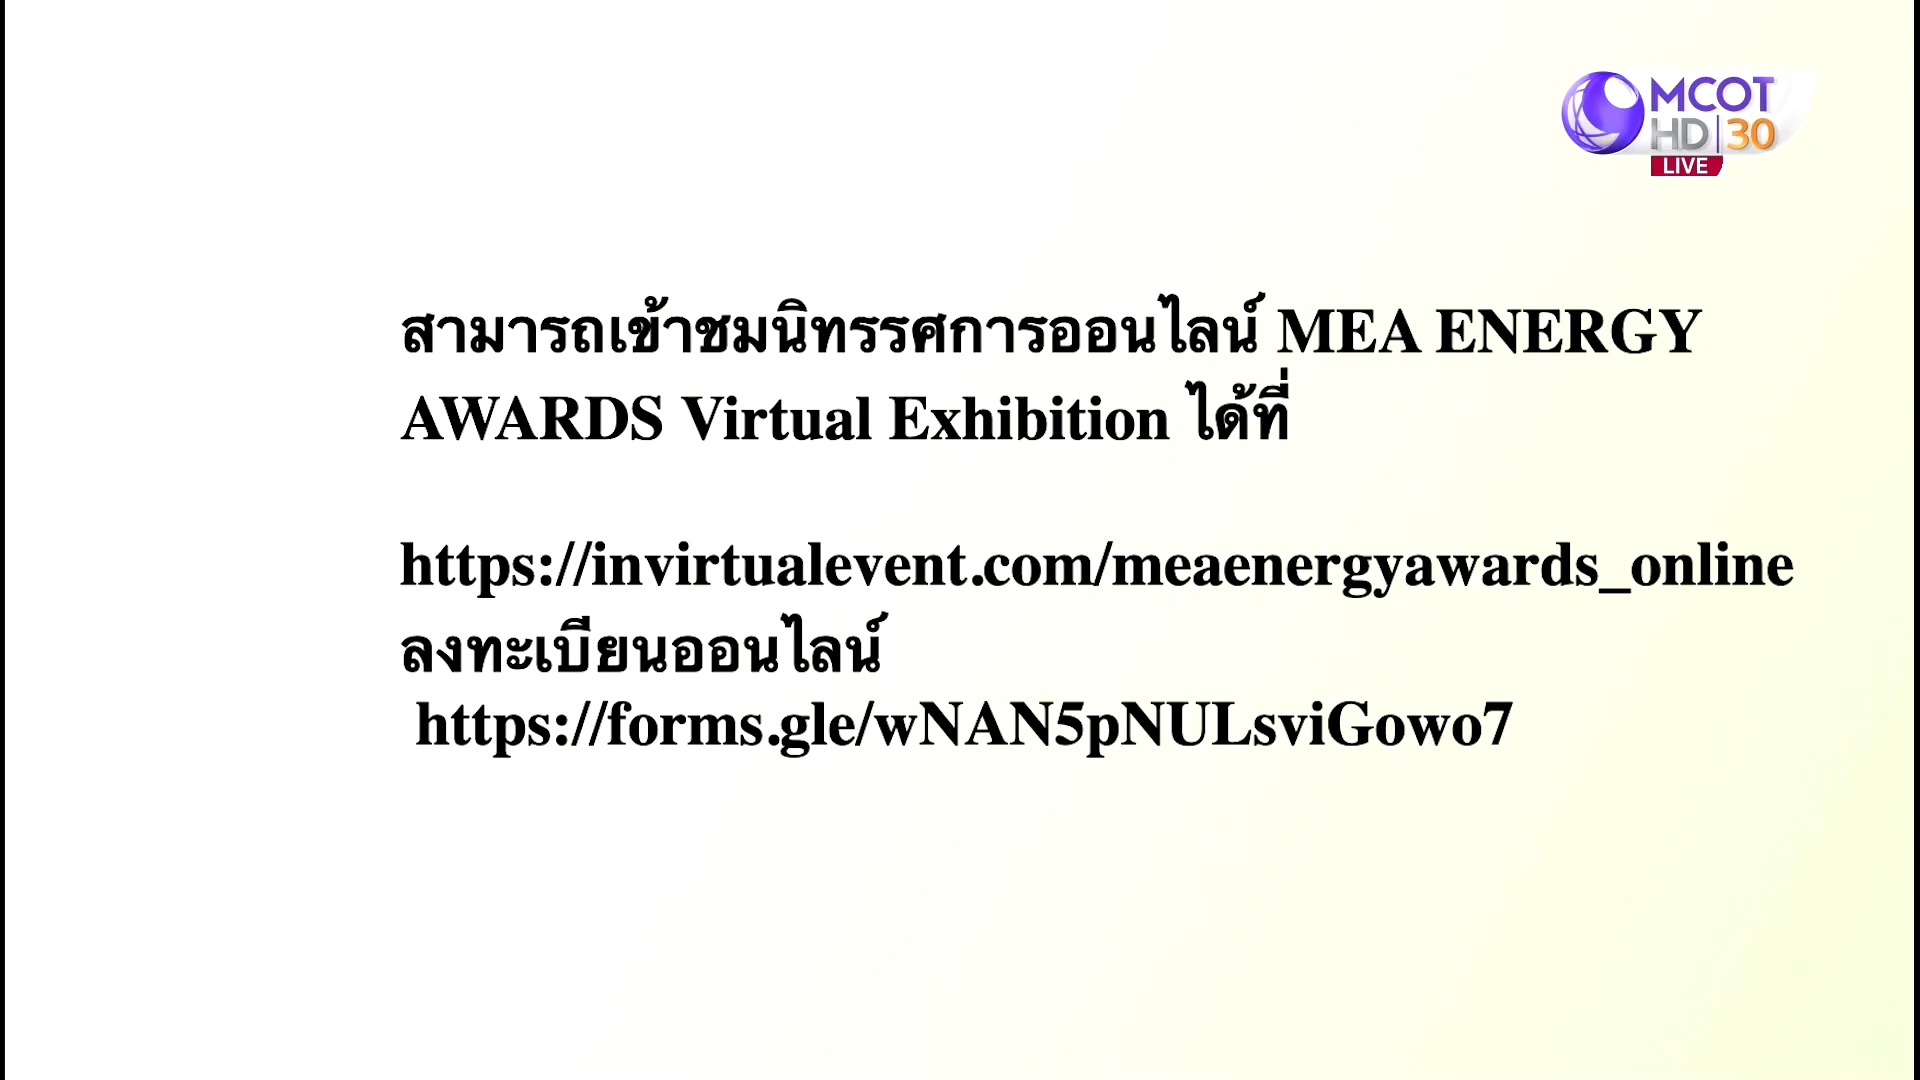 MCOT
HD 30
LIVE
สามารถเข้าชมนิทรรศการออนไลน์ MEA ENERGY
AWARDS Virtual Exhibition ได้ที่
https://invirtualevent.com/meaenergyawards_online
ลงทะเบียนออนไลน์
https://forms.gle/wNAN5pNULsviGowo7